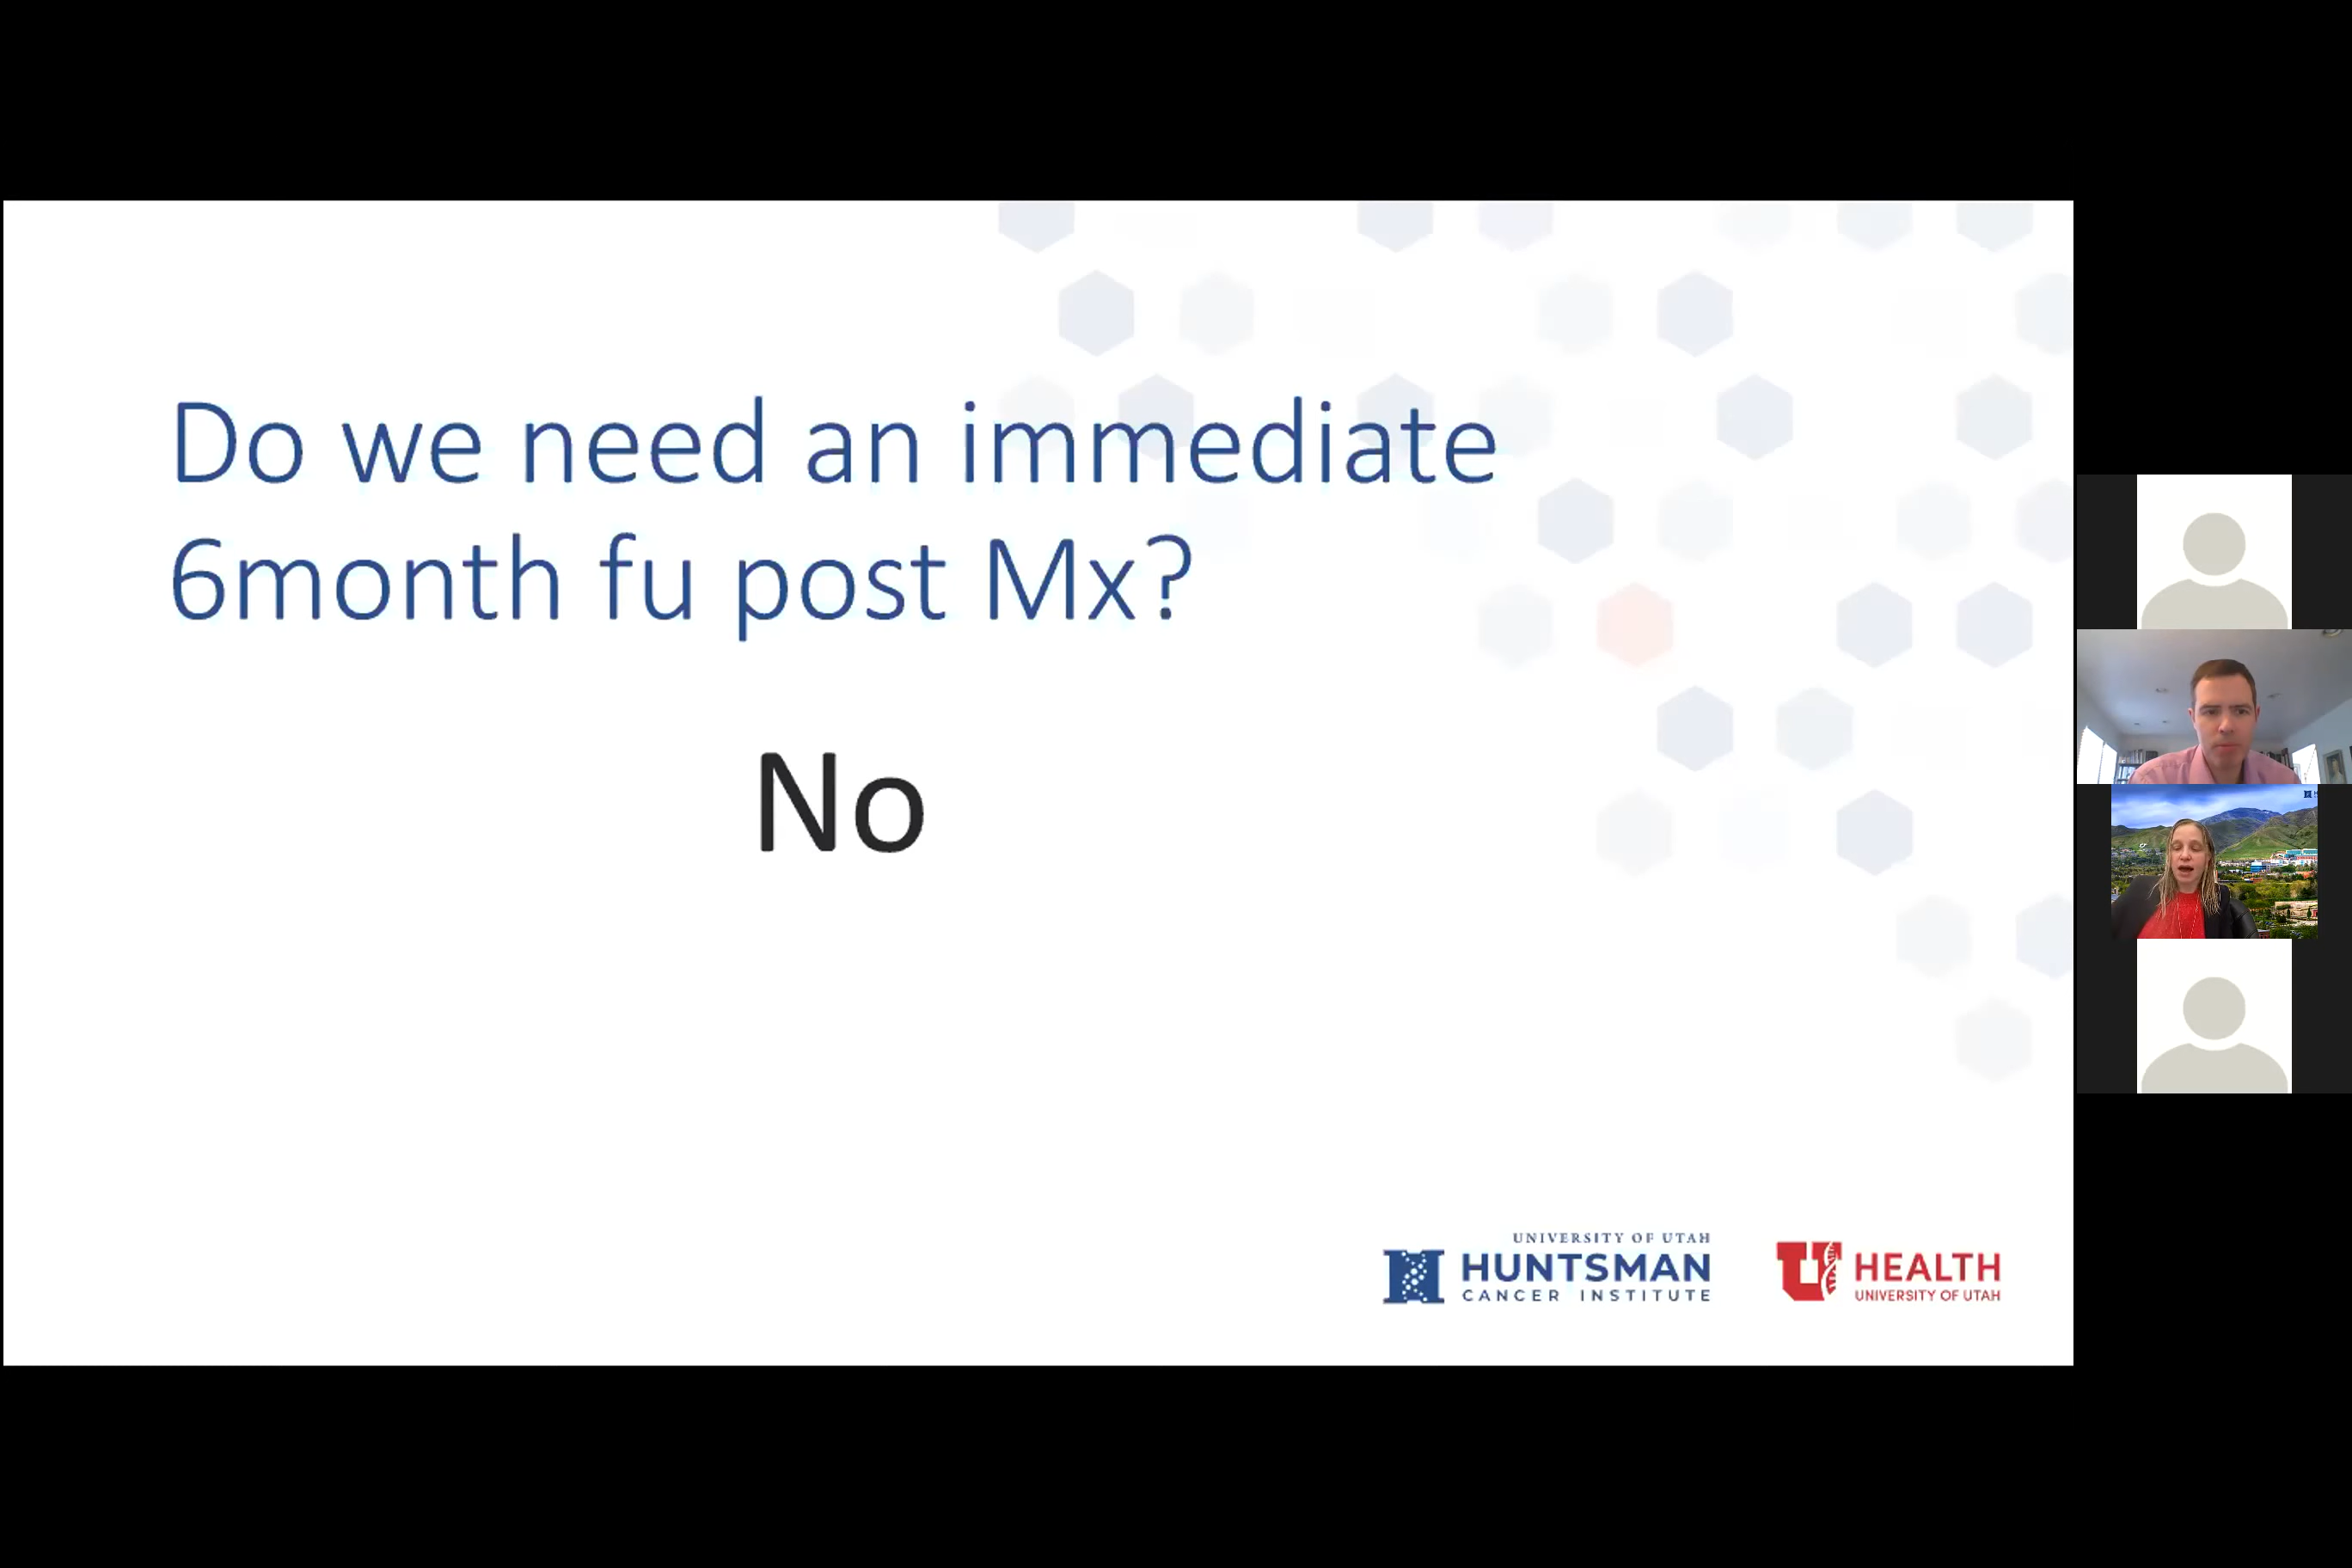 Do we need an immediate
6month fu post Mx?
No
UNIVERSITY OF UTAH
HUNTSMAN
CANCER INSTITUTE
U HEALTH
UNIVERSITY OF UTAH